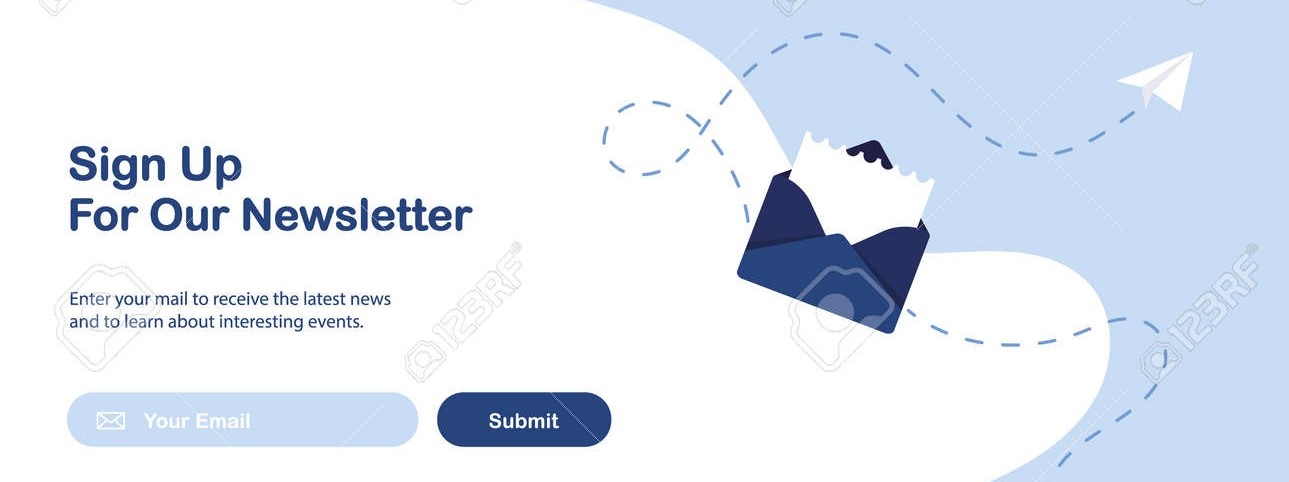 Sign Up
For Our Newsletter
Enter your mail to receive the latest news
and to learn about interesting events.
Your Email
Submit
123RF
123RF